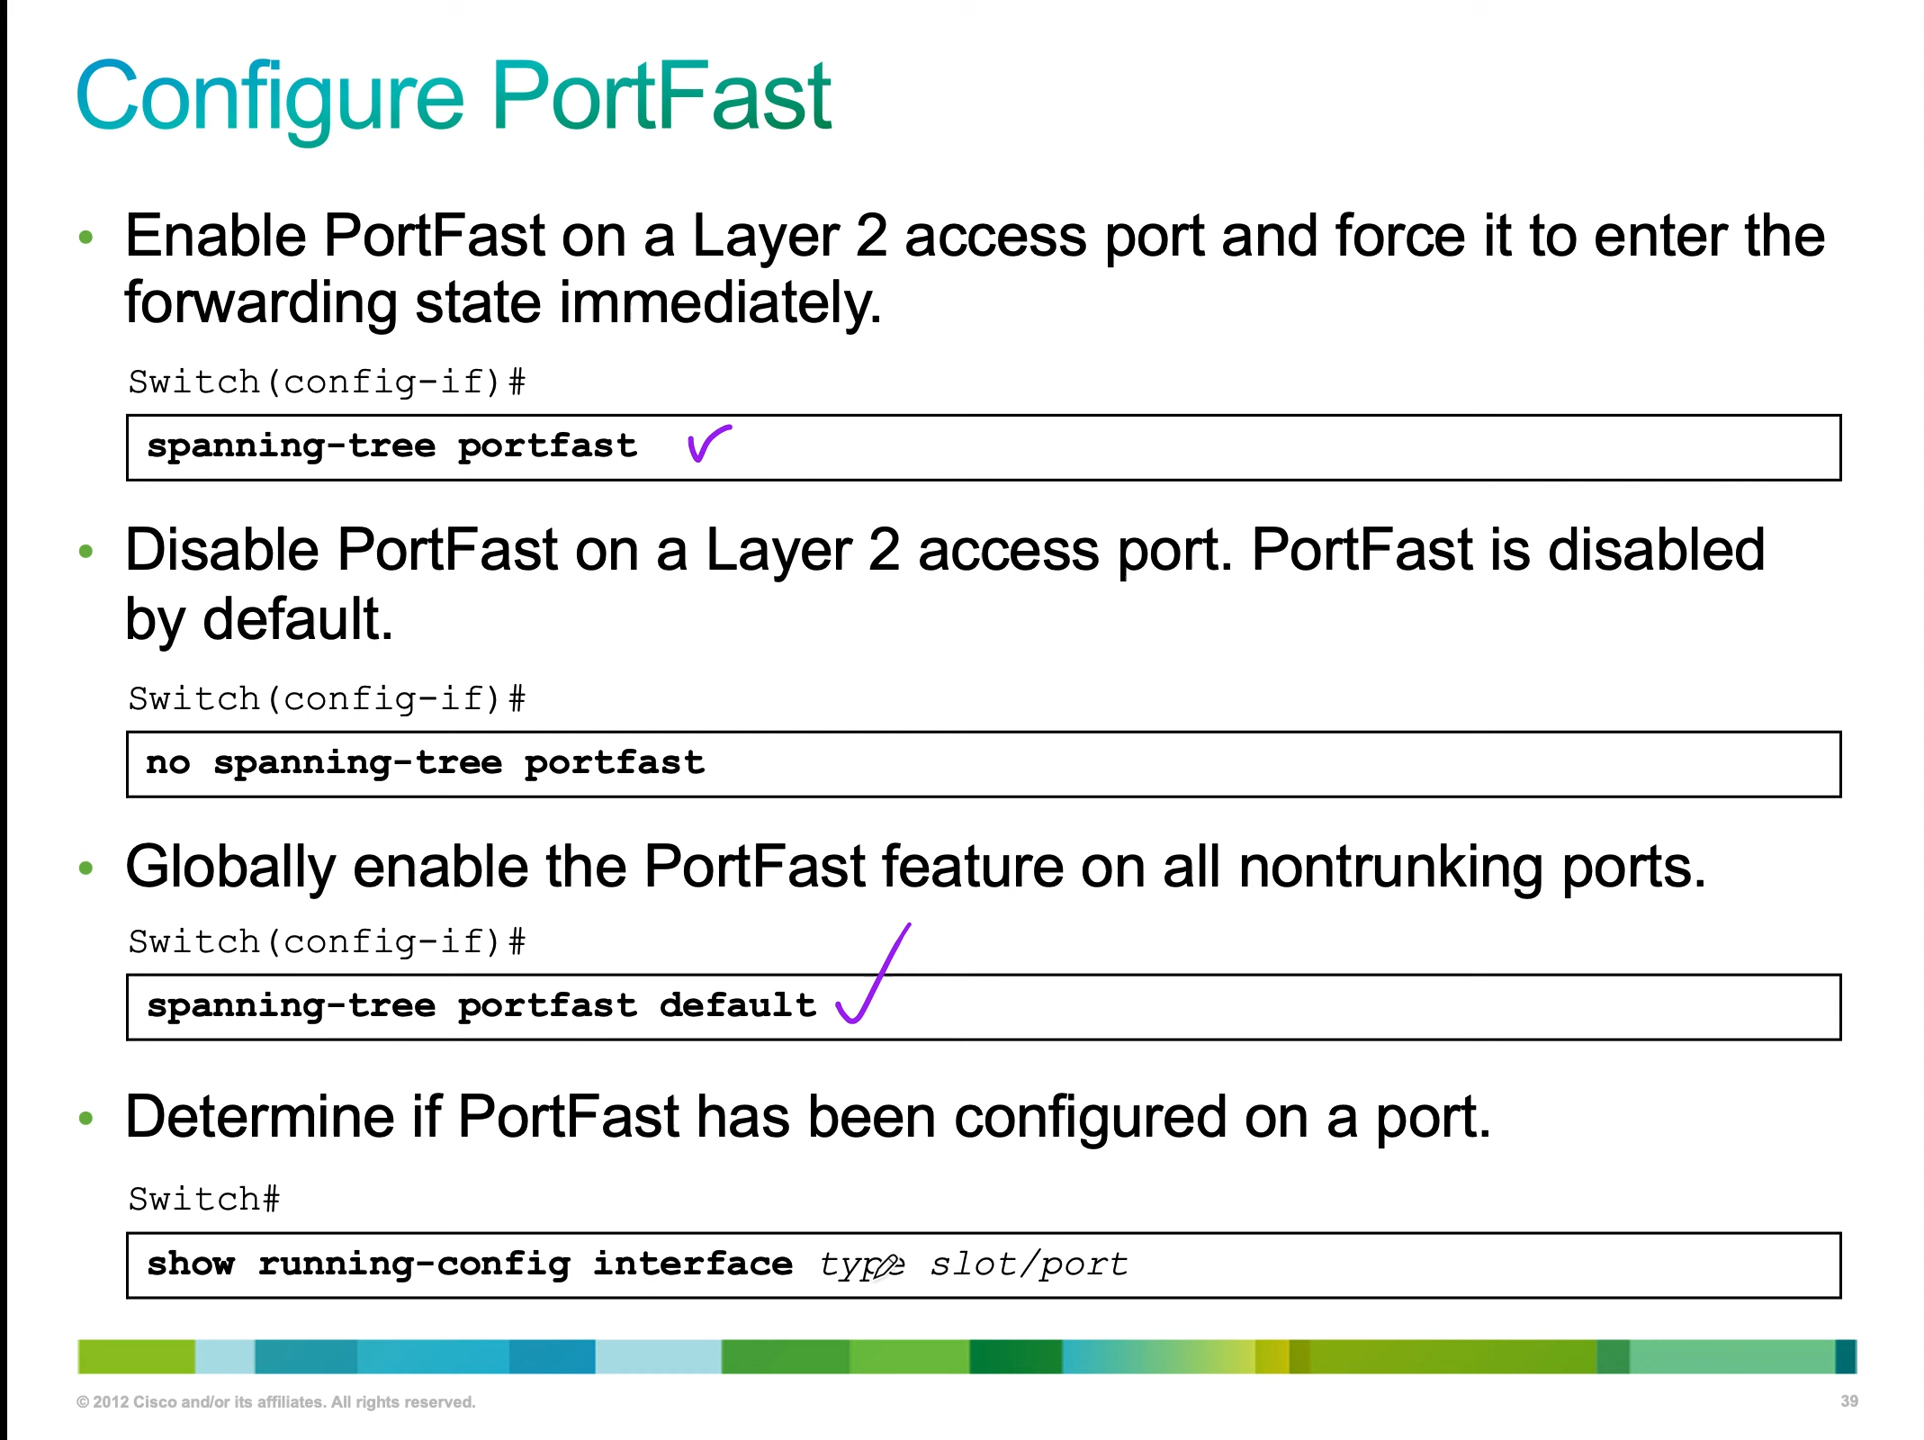 Configure PortFast
• Enable PortFast on a Layer 2 access port and force it to enter the
forwarding state immediately.
Switch(config-if)#
spanning-tree portfast
• Disable PortFast on a Layer 2 access port. PortFast is disabled
by default.
Switch(config-if)#
no spanning-tree portfast
• Globally enable the PortFast feature on all nontrunking ports.
Switch(config-if)#
spanning-tree portfast default
• Determine if PortFast has been configured on a port.
Switch#
show running-config interface type slot/port
© 2012 Cisco and/or its affiliates. All rights reserved.
39